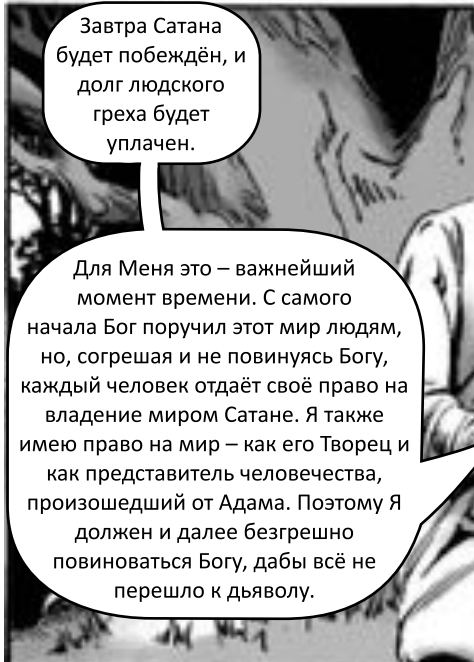 Завтра Сатана
будет побеждён, и
долг людского
греха будет
уплачен.
Для Меня это – важнейший
момент времени. С самого
начала Бог поручил этот мир людям,
но, согрешая и не повинуясь Богу,
каждый человек отдаёт своё право на
владение миром Сатане. Я также
имею право на мир – как его Творец и
как представитель человечества,
произошедший от Адама. Поэтому Я
должен и далее безгрешно
повиноваться Богу, дабы всё не
перешло к дьяволу.